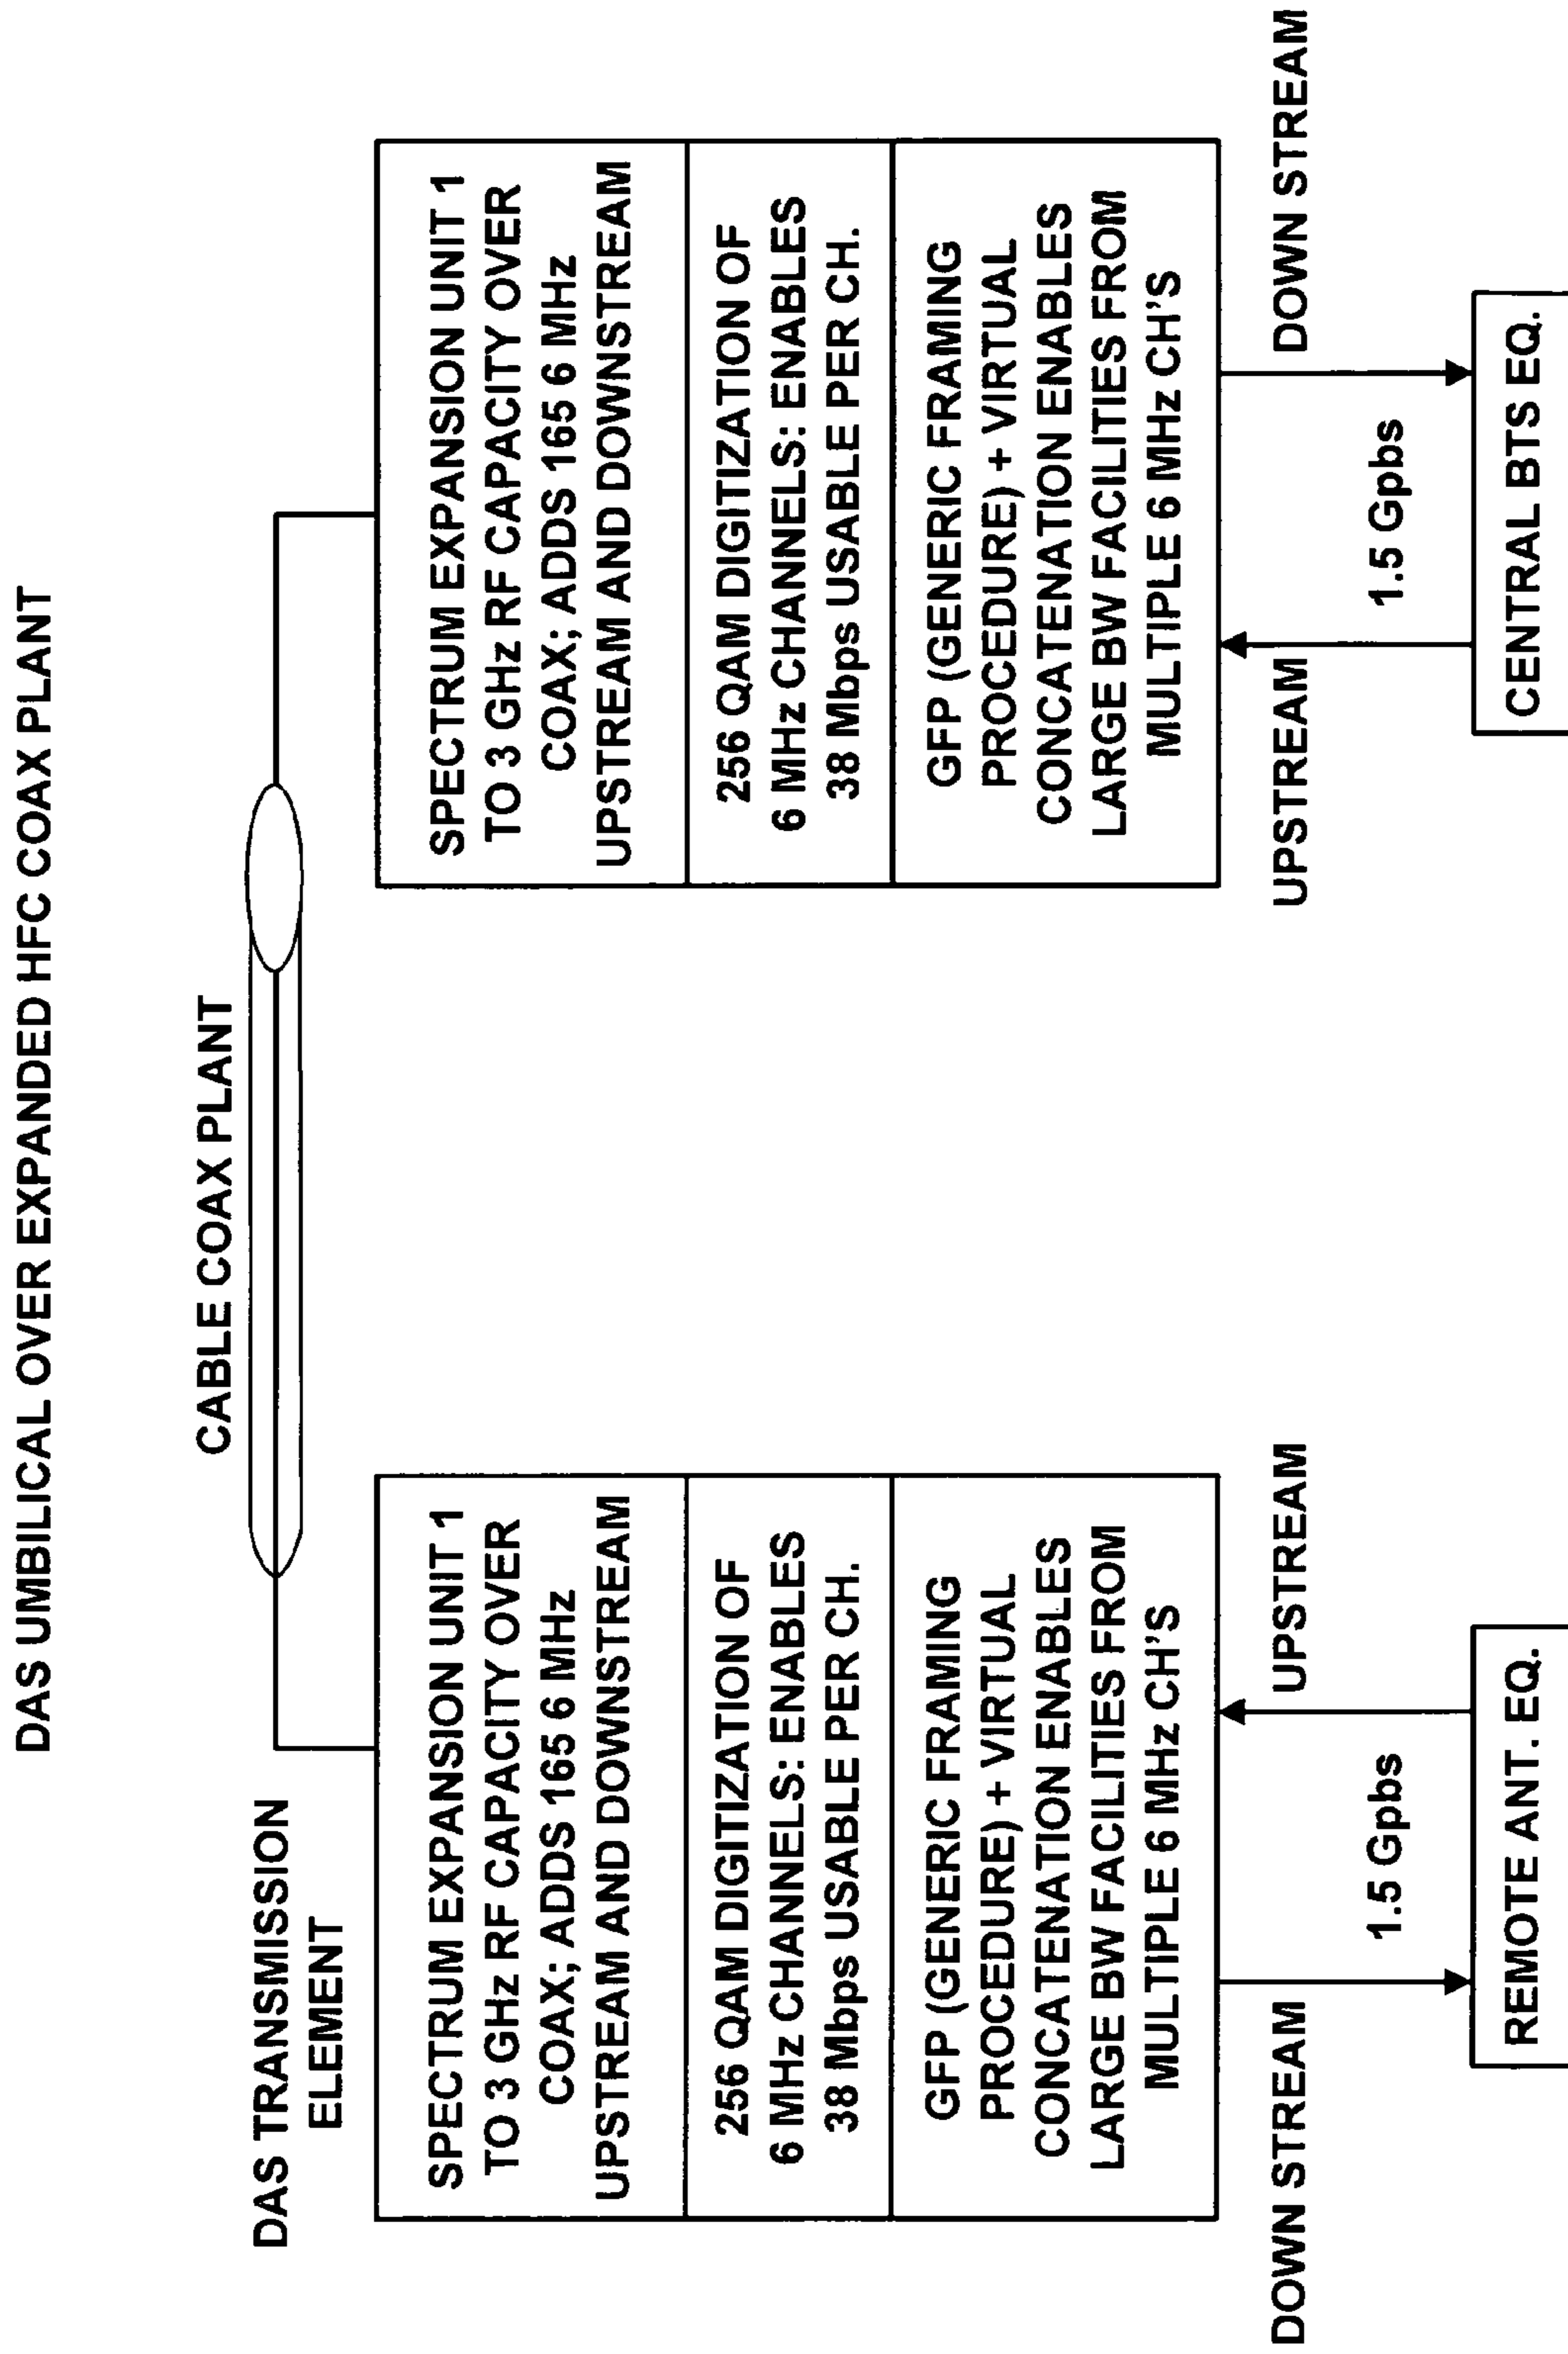 DAS UMBILICAL OVER EXPANDED HFC COAX PLANT
CABLE COAX PLANT
DAS TRANSMISSION
ELEMENT
SPECTRUM EXPANSION UNIT 1
TO 3 GHz RF CAPACITY OVER
COAX; ADDS 165 6 MHz
UPSTREAM AND DOWNSTREAM
256 QAM DIGITIZATION OF
6 MHz CHANNELS: ENABLES
38 Mbps USABLE PER CH.
GFP (GENERIC FRAMING
PROCEDURE) + VIRTUAL
CONCATENATION ENABLES
LARGE BW FACILITIES FROM
MULTIPLE 6 MHz CH'S
DOWN STREAM
1.5 Gpbs
UPSTREAM
REMOTE ANT. EQ.
SPECTRUM EXPANSION UNIT 1
TO 3 GHz RF CAPACITY OVER
COAX; ADDS 165 6 MHz
UPSTREAM AND DOWNSTREAM
256 QAM DIGITIZATION OF
6 MHz CHANNELS: ENABLES
38 Mbps USABLE PER CH.
GFP (GENERIC FRAMING
PROCEDURE) + VIRTUAL
CONCATENATION ENABLES
LARGE BW FACILITIES FROM
MULTIPLE 6 MHz CH'S
UPSTREAM
1.5 Gpbs
DOWN STREAM
CENTRAL BTS EQ.